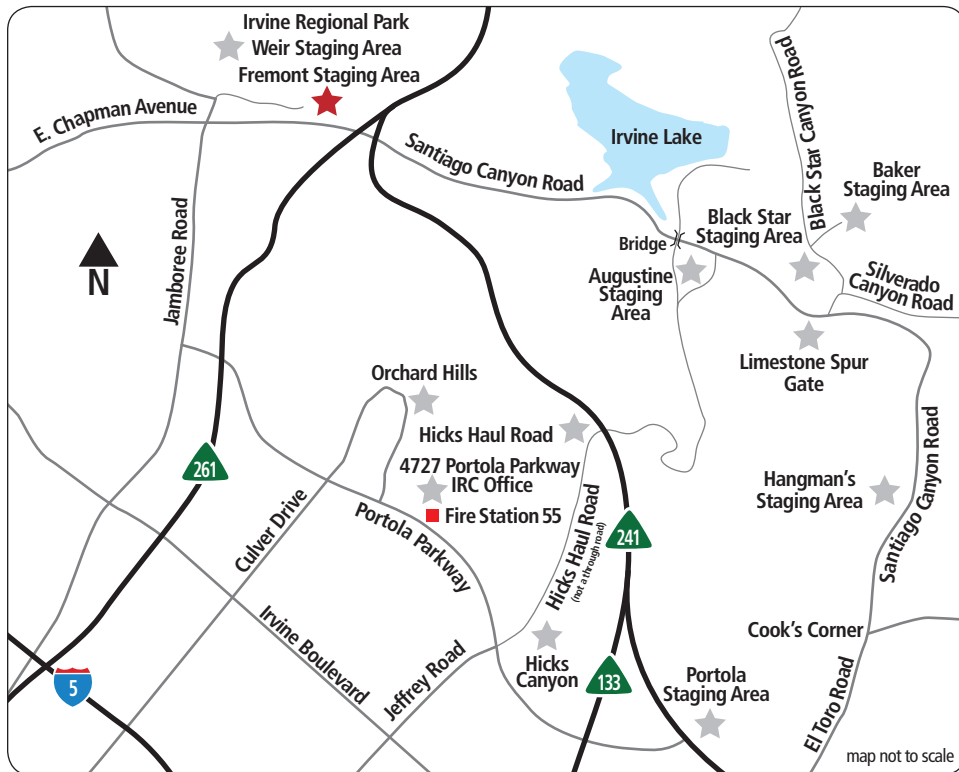 Irvine Regional Park
Weir Staging Area
Fremont Staging Area
E. Chapman Avenue
Santiago Canyon Road
Irvine Lake
Black Star Canyon Road
Baker
Staging Area
Black Star
Staging Area
Bridge
Augustine
Staging
Area
Silverado
Canyon Road
N
Jamboree Road
Limestone Spur
Gate
Orchard Hills
Hicks Haul Road
261
4727 Portola Parkway
IRC Office
Fire Station 55
Hangman's
Staging Area
Santiago Canyon Road
Culver Drive
Portola Parkway
Hicks Haul Road
(not a through road)
241
Irvine Boulevard
Jeffrey Road
Hicks
Canyon
133
Cook's Corner
Portola
Staging Area
El Toro Road
5
map not to scale